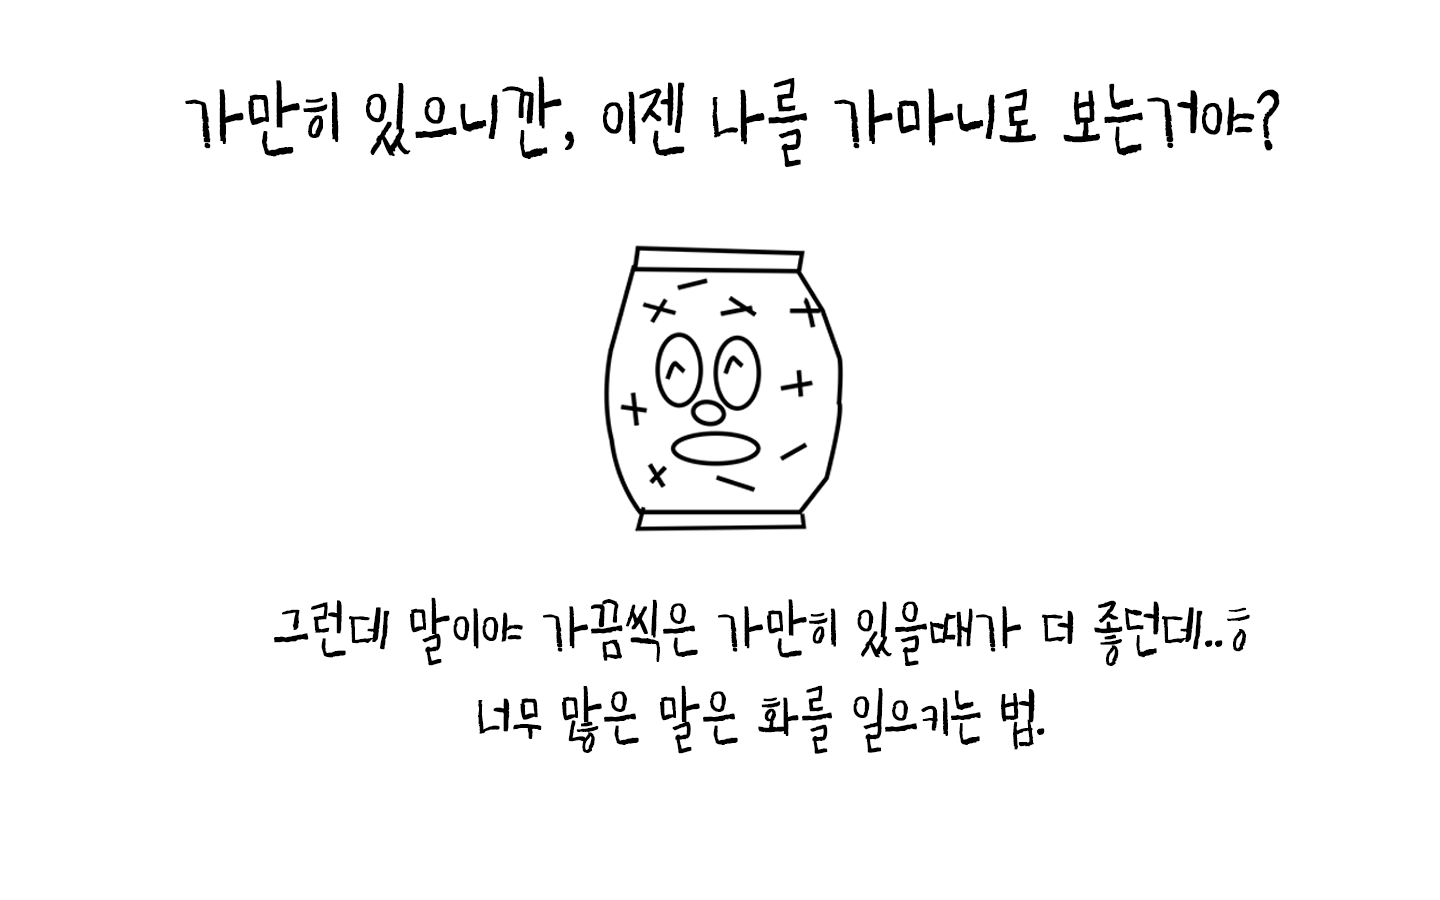 가만히 있으니깐, 이젠 나를 가마니로 보는거야?
그런데 말이야 가끔씩은 가만히 있을때가 더 좋던데..ㅎ
너무 많은 말은 화를 일으키는 법.